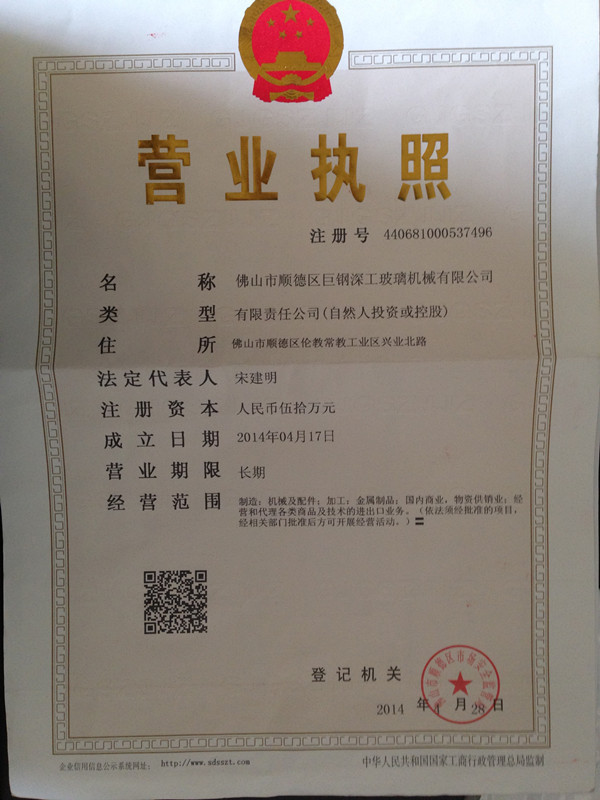 营业执照
注册号 440681000537496
名称 佛山市顺德区巨钢深工玻璃机械有限公司
类型 有限责任公司(自然人投资或控股)
住所 佛山市顺德区伦教常教工业区兴业北路
法定代表人 宋建明
注册资本 人民币伍拾万元
成立日期 2014年04月17日
营业期限 长期
经营范围 制造:机械及配件;加工:金属制品;国内商业,物资供销业;经
营和代理各类商品及技术的进出口业务。(依法须经批准的项目,
经相关部门批准后方可开展经营活动。)〓
登记机关
2014 年 4 月 28 日
企业信用信息公示系统网址: http://www.sdsszt.com
中华人民共和国国家工商行政管理总局监制